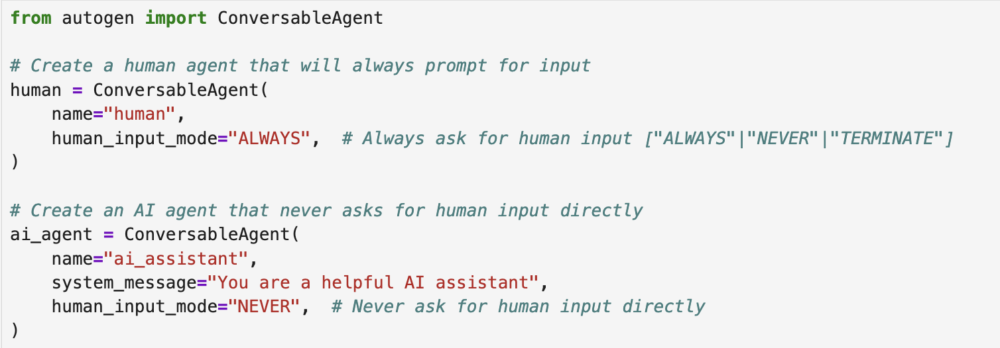 from autogen import ConversableAgent
# Create a human agent that will always prompt for input
human = ConversableAgent(
    name="human",
    human_input_mode="ALWAYS",  # Always ask for human input ["ALWAYS"|"NEVER"|"TERMINATE"]
)
# Create an AI agent that never asks for human input directly
ai_agent = ConversableAgent(
    name="ai_assistant",
    system_message="You are a helpful AI assistant",
    human_input_mode="NEVER",  # Never ask for human input directly
)